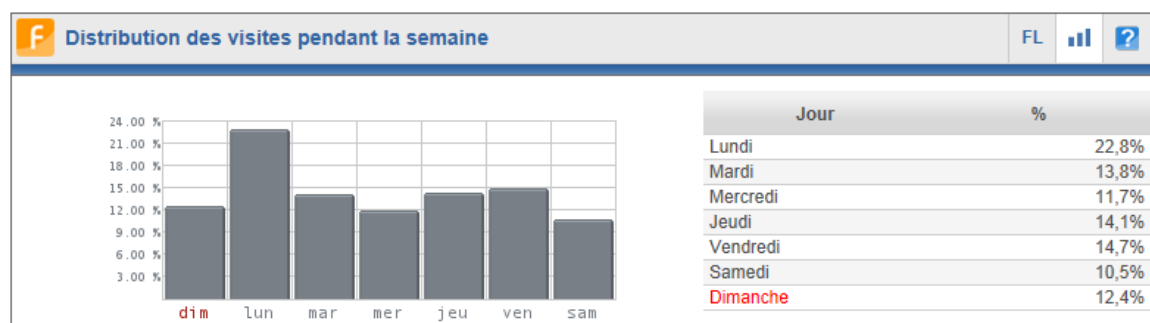 F Distribution des visites pendant la semaine FL ?
24.00 %
21.00 %
18.00 %
15.00 %
12.00 %
9.00 %
6.00 %
3.00 %
dim lun mar mer jeu ven sam
Jour %
Lundi 22,8%
Mardi 13,8%
Mercredi 11,7%
Jeudi 14,1%
Vendredi 14,7%
Samedi 10,5%
Dimanche 12,4%